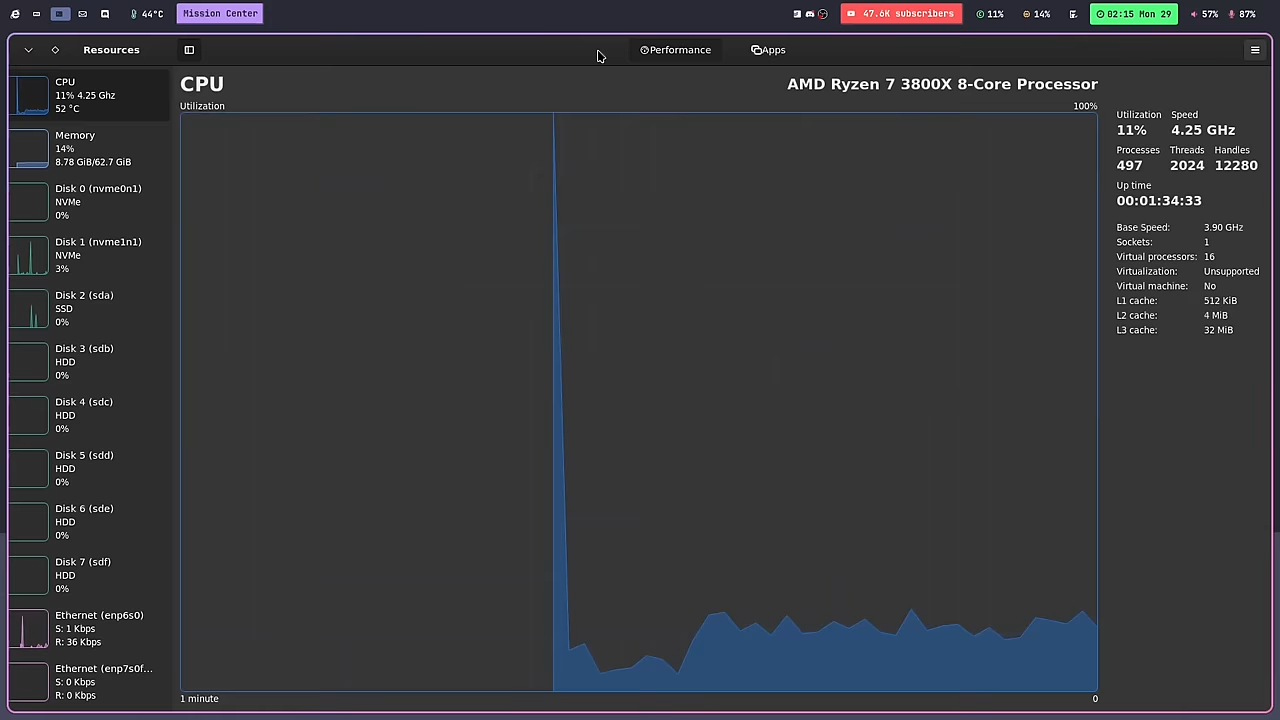 44°C
Mission Center
47.6K subscribers
11%
14%
02:15 Mon 29
57%
87%
Resources
Performance
Apps
CPU
11% 4.25 Ghz
52 °C
Memory
14%
8.78 GiB/62.7 GiB
Disk 0 (nvme0n1)
NVMe
0%
Disk 1 (nvme1n1)
NVMe
3%
Disk 2 (sda)
SSD
0%
Disk 3 (sdb)
HDD
0%
Disk 4 (sdc)
HDD
0%
Disk 5 (sdd)
HDD
0%
Disk 6 (sde)
HDD
0%
Disk 7 (sdf)
HDD
0%
Ethernet (enp6s0)
S: 1 Kbps
R: 36 Kbps
Ethernet (enp7s0f...
S: 0 Kbps
R: 0 Kbps
CPU
AMD Ryzen 7 3800X 8-Core Processor
Utilization
100%
1 minute
0
Utilization Speed
11% 4.25 GHz
Processes Threads Handles
497 2024 12280
Up time
00:01:34:33
Base Speed: 3.90 GHz
Sockets: 1
Virtual processors: 16
Virtualization: Unsupported
Virtual machine: No
L1 cache: 512 KiB
L2 cache: 4 MiB
L3 cache: 32 MiB